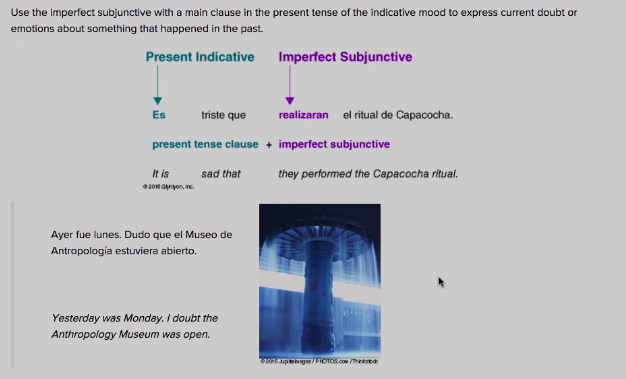 Use the imperfect subjunctive with a main clause in the present tense of the indicative mood to express current doubt or
emotions about something that happened in the past.
Present Indicative Imperfect Subjunctive
Es triste que realizaran el ritual de Capacocha.
present tense clause + imperfect subjunctive
It is sad that they performed the Capacocha ritual.
© 2016 Glynlyon, Inc.
Ayer fue lunes. Dudo que el Museo de
Antropología estuviera abierto.
Yesterday was Monday. I doubt the
Anthropology Museum was open.
© 2016 Jupiterimages / PHOTOS.com /Thinkstock